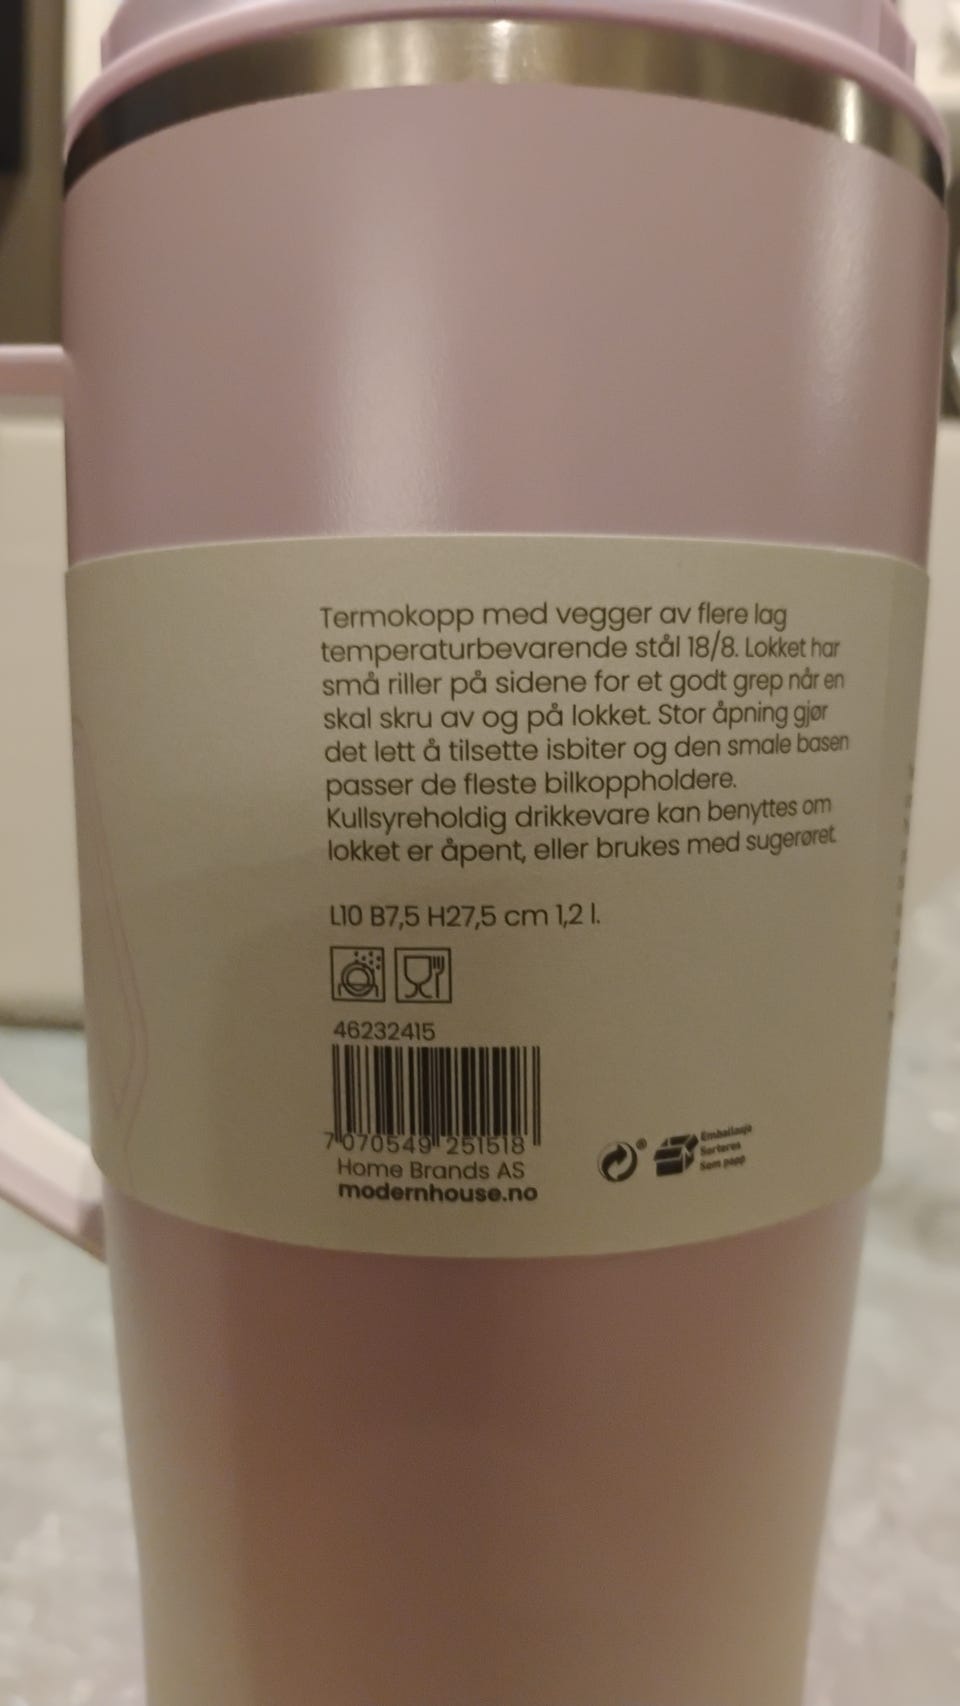 Termokopp med vegger av flere lag
temperaturbevarende stål 18/8. Lokket har
små riller på sidene for et godt grep når en
skal skru av og på lokket. Stor åpning gjør
det lett å tilsette isbiter og den smale basen
passer de fleste bilkoppholdere.
Kullsyreholdig drikkevare kan benyttes om
lokket er åpent, eller brukes med sugerøret.
L10 B7,5 H27,5 cm 1,2 l.
46232415
7 070549 251518
Home Brands AS
modernhouse.no
®
Emballasje
Sorteres
Som papp